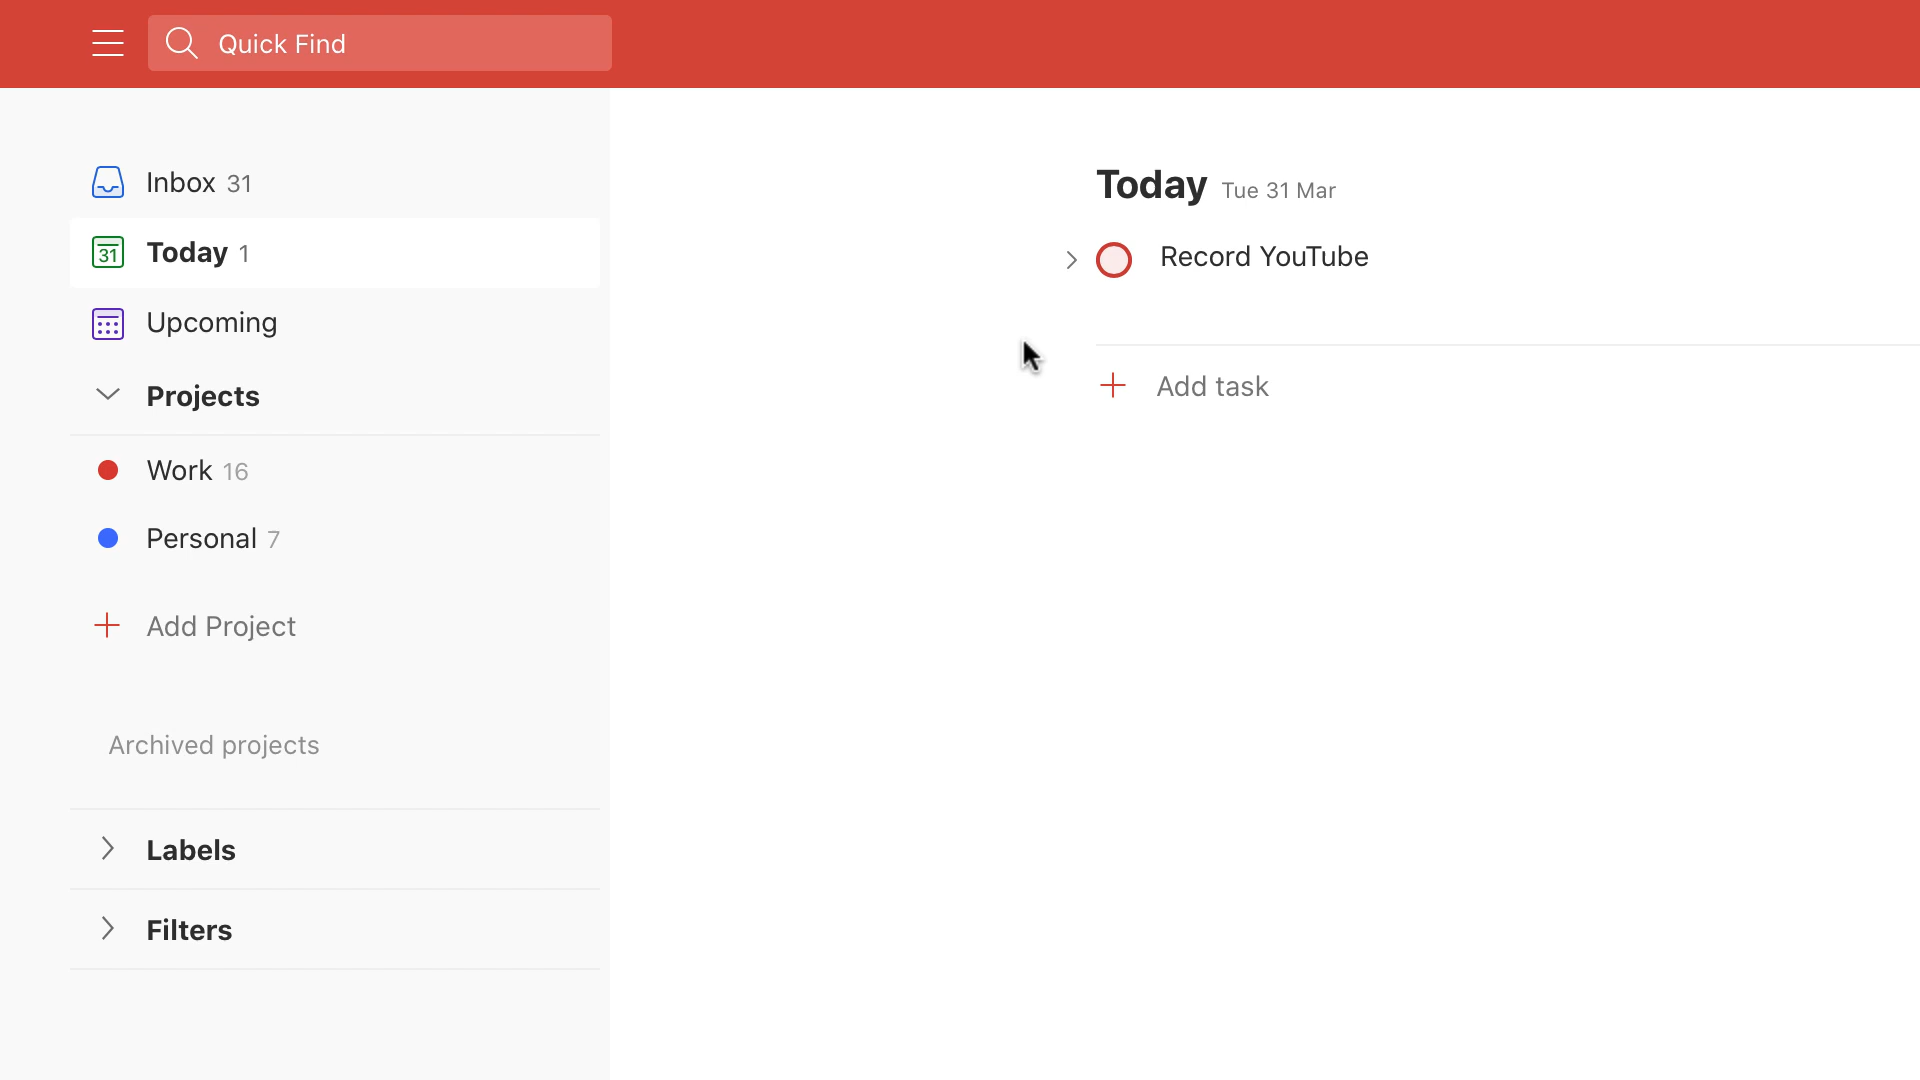 Quick Find
Inbox 31
31 Today 1
Upcoming
Projects
Work 16
Personal 7
Add Project
Archived projects
Labels
Filters
Today Tue 31 Mar
Record YouTube
Add task